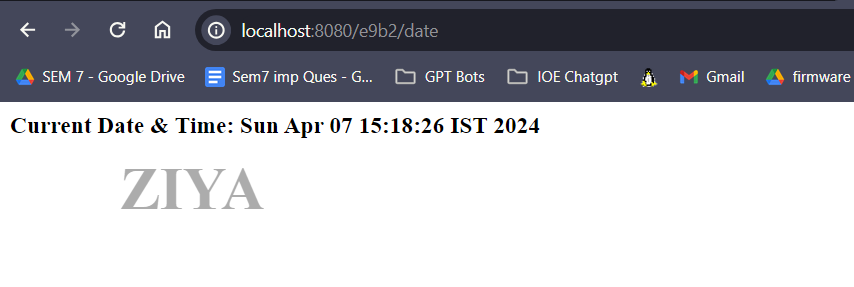 localhost:8080/e9b2/date
SEM 7 - Google Drive Sem7 imp Ques - G... GPT Bots IOE Chatgpt Gmail firmware
Current Date & Time: Sun Apr 07 15:18:26 IST 2024
ZIYA